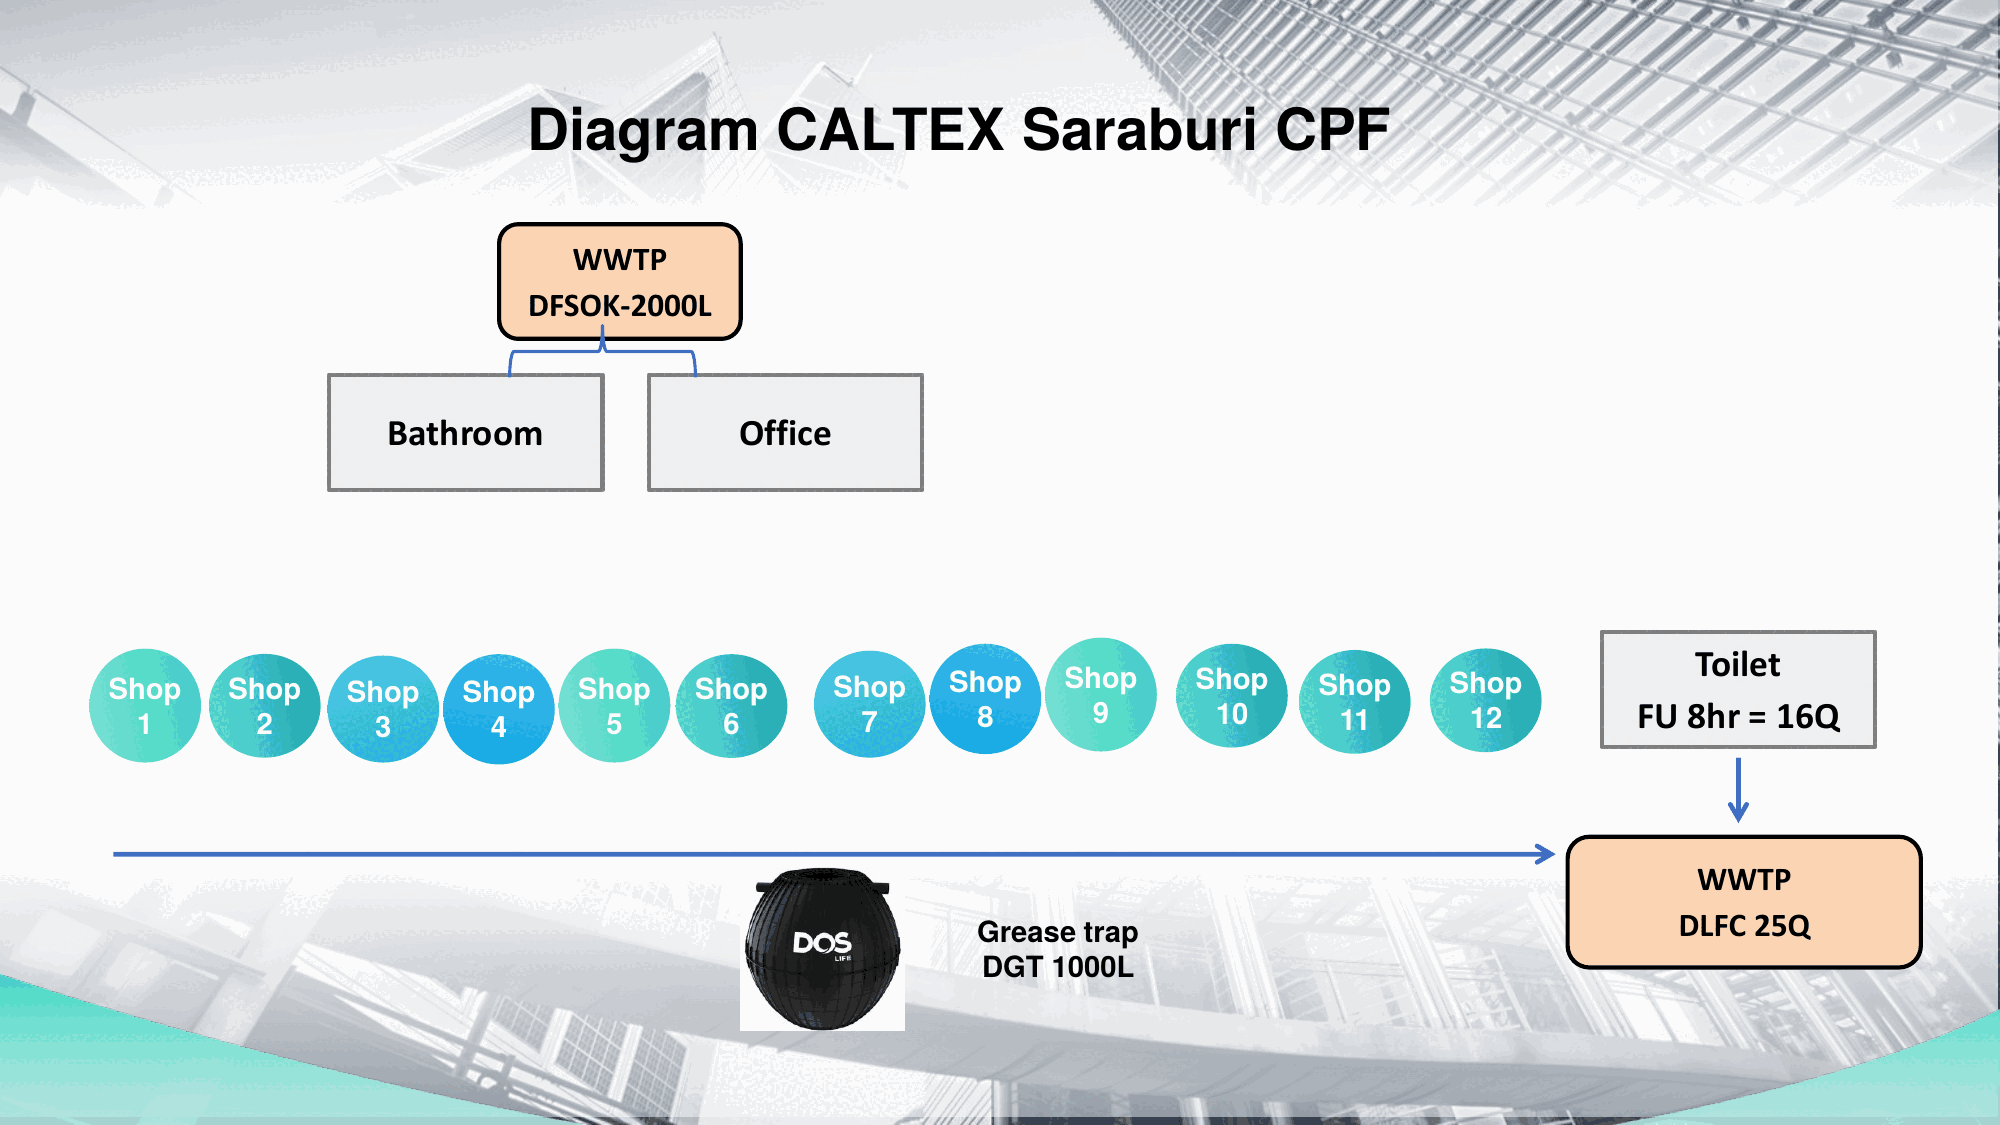 Diagram CALTEX Saraburi CPF
WWTP
DFSOK-2000L
Bathroom
Office
Shop
1
Shop
2
Shop
3
Shop
4
Shop
5
Shop
6
Shop
7
Shop
8
Shop
9
Shop
10
Shop
11
Shop
12
Toilet
FU 8hr = 16Q
WWTP
DLFC 25Q
DOS
LIFE
Grease trap
DGT 1000L